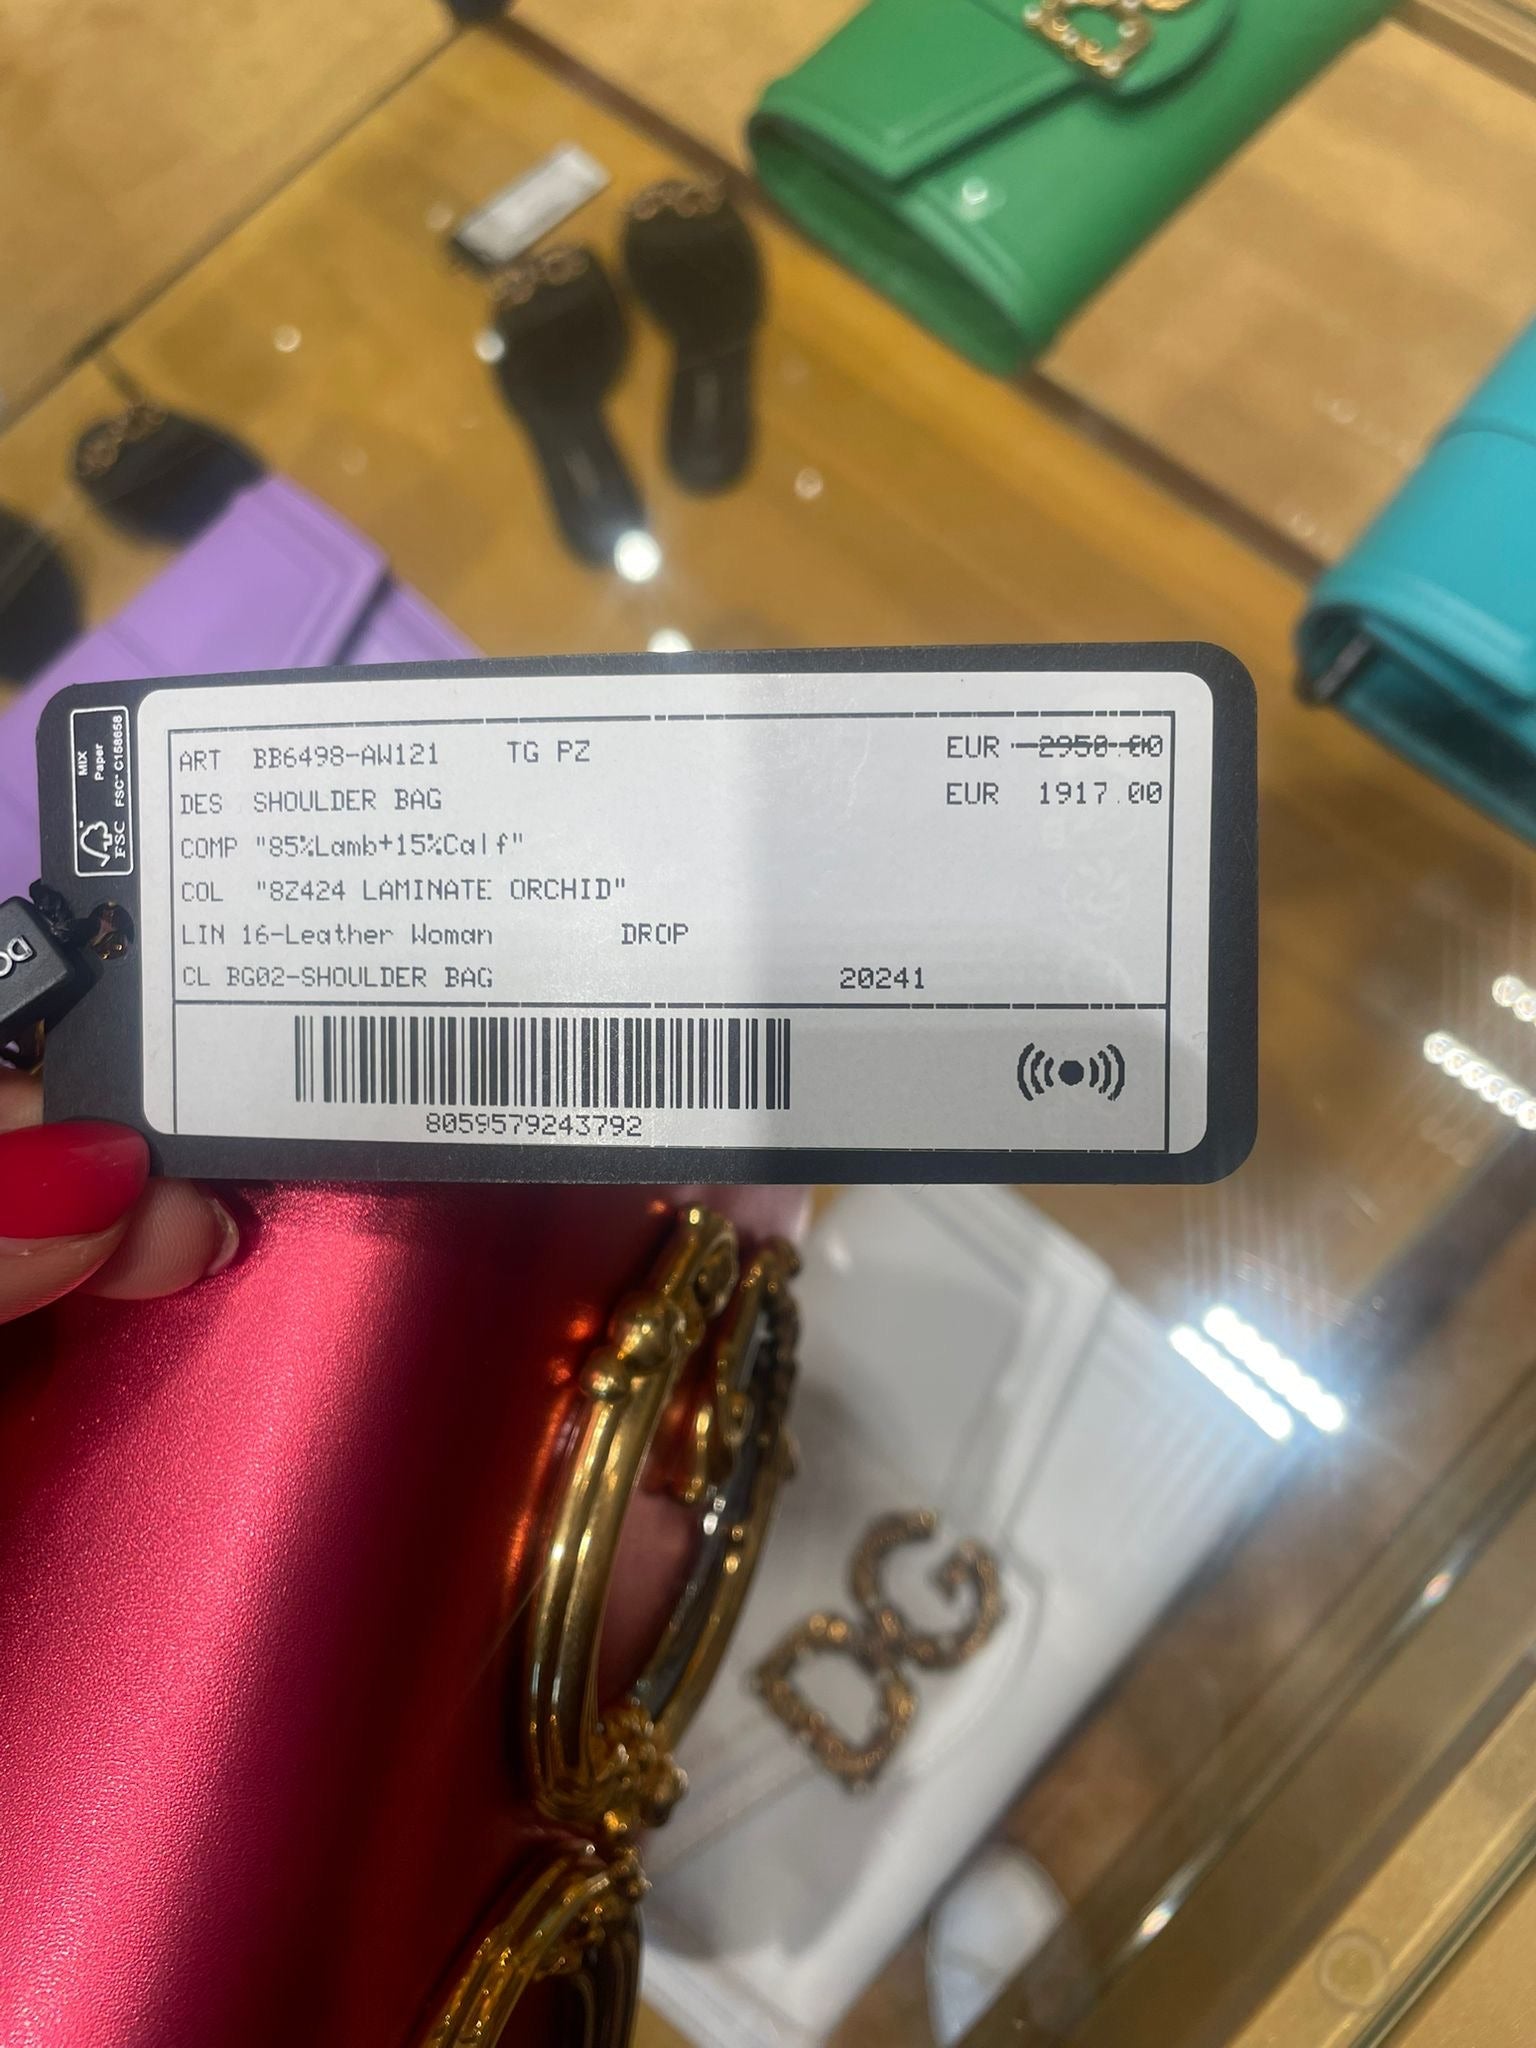 MIX
Paper
FSC® C158658
FSC
ART BB6498-AW121 TG PZ EUR 2950.00
DES SHOULDER BAG EUR 1917.00
COMP "85%Lamb+15%Calf"
COL "8Z424 LAMINATE ORCHID"
LIN 16-Leather Woman DROP
CL BG02-SHOULDER BAG 20241
8059579243792
DO
DG